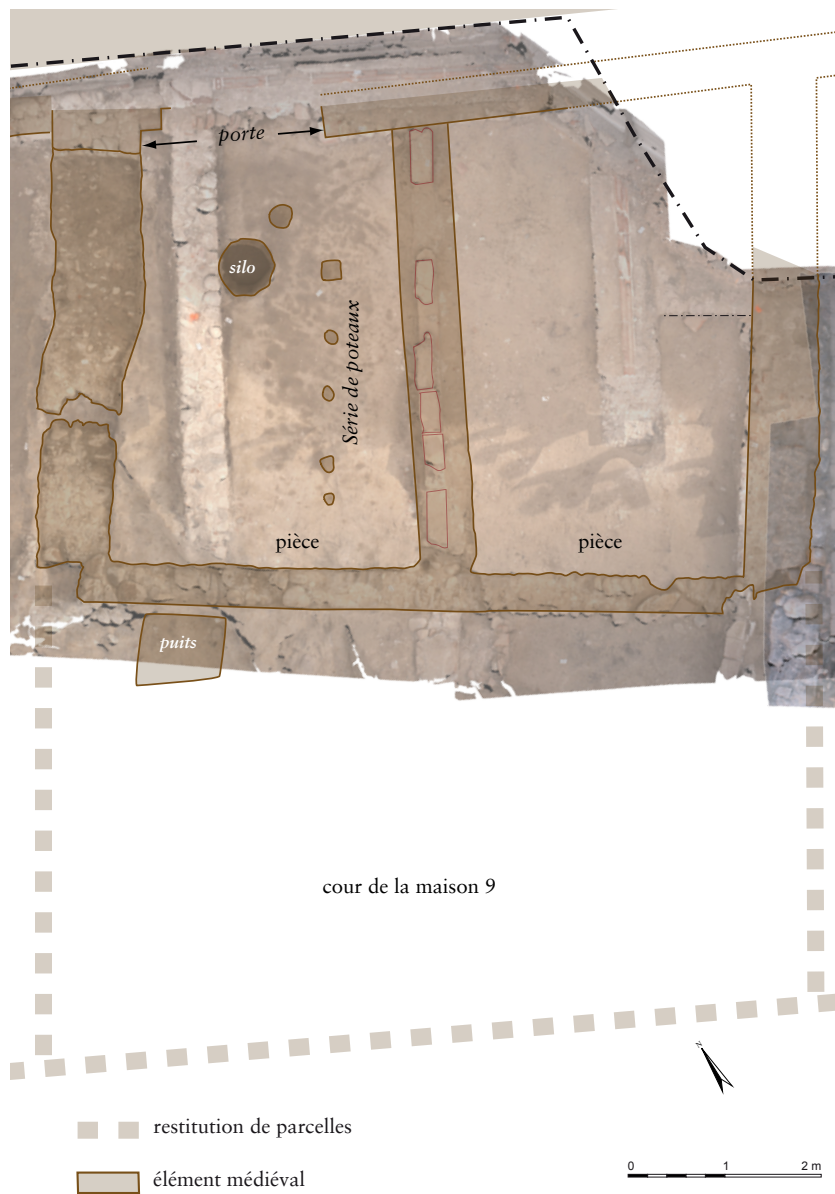 porte
silo
Série de poteaux
pièce
pièce
puits
cour de la maison 9
N
restitution de parcelles
élément médiéval
0 1 2 m